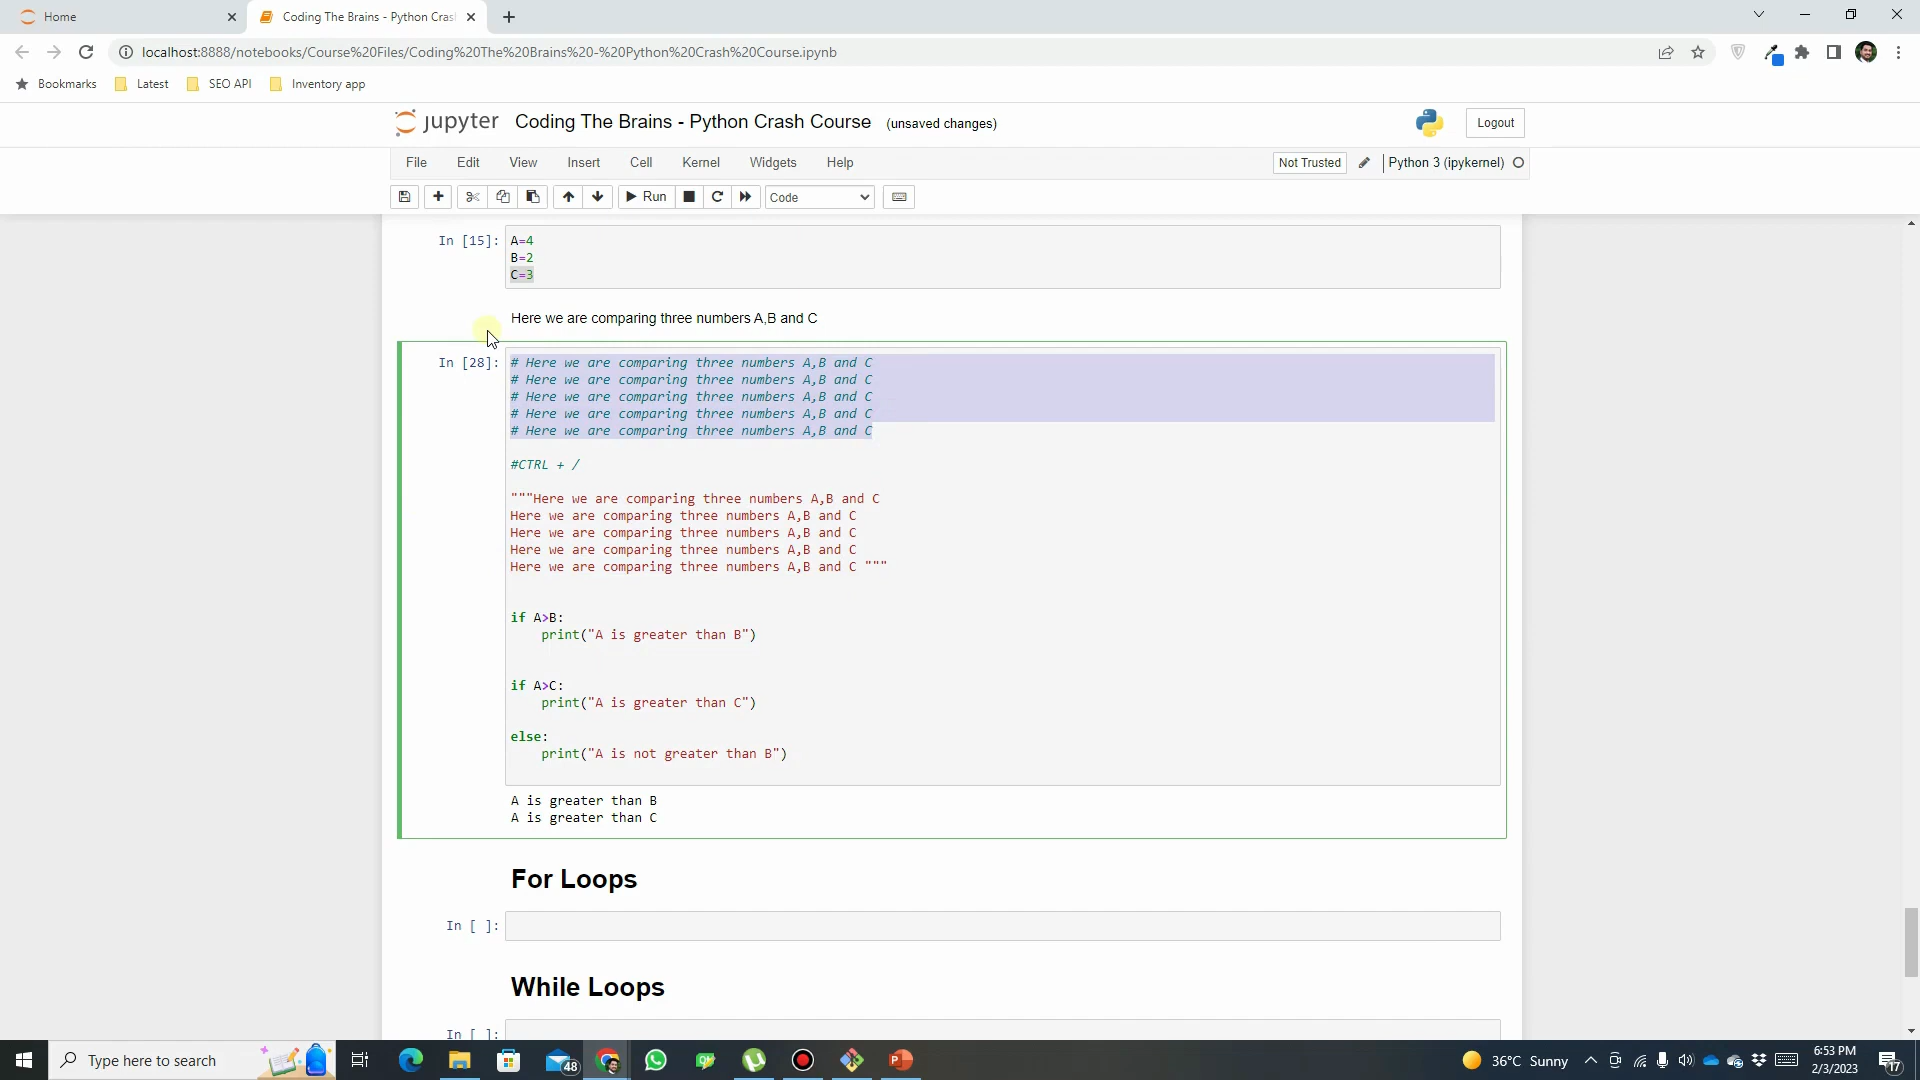 Home
Coding The Brains - Python Cras
localhost:8888/notebooks/Course%20Files/Coding%20The%20Brains%20-%20Python%20Crash%20Course.ipynb
Bookmarks Latest SEO API Inventory app
jupyter Coding The Brains - Python Crash Course (unsaved changes) Logout
File Edit View Insert Cell Kernel Widgets Help Not Trusted Python 3 (ipykernel)
Run Code
In [15]: A=4
B=2
C=3
Here we are comparing three numbers A,B and C
In [28]: # Here we are comparing three numbers A,B and C
# Here we are comparing three numbers A,B and C
# Here we are comparing three numbers A,B and C
# Here we are comparing three numbers A,B and C
# Here we are comparing three numbers A,B and C
#CTRL + /
"""Here we are comparing three numbers A,B and C
Here we are comparing three numbers A,B and C
Here we are comparing three numbers A,B and C
Here we are comparing three numbers A,B and C
Here we are comparing three numbers A,B and C """
if A>B:
print("A is greater than B")
if A>C:
print("A is greater than C")
else:
print("A is not greater than B")
A is greater than B
A is greater than C
For Loops
In [ ]:
While Loops
In [ ]:
Type here to search
48
36°C Sunny
6:53 PM
2/3/2023
17